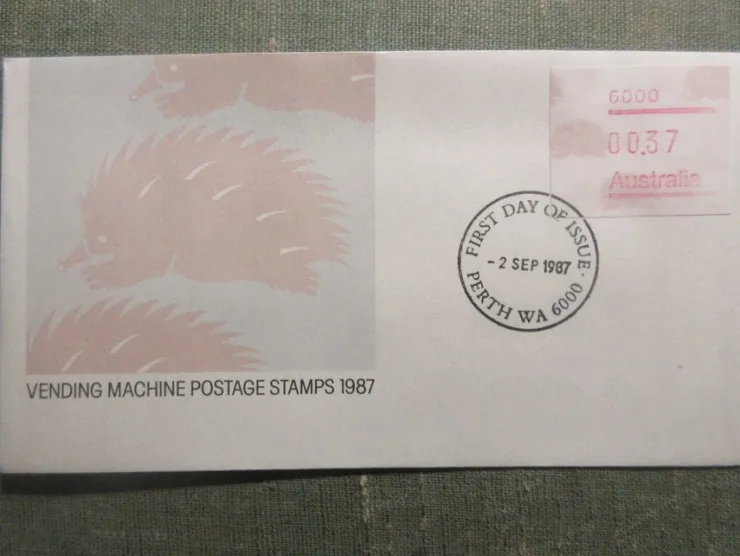 6000
00.37
Australia
FIRST DAY OF ISSUE
- 2 SEP 1987
PERTH WA 6000
VENDING MACHINE POSTAGE STAMPS 1987